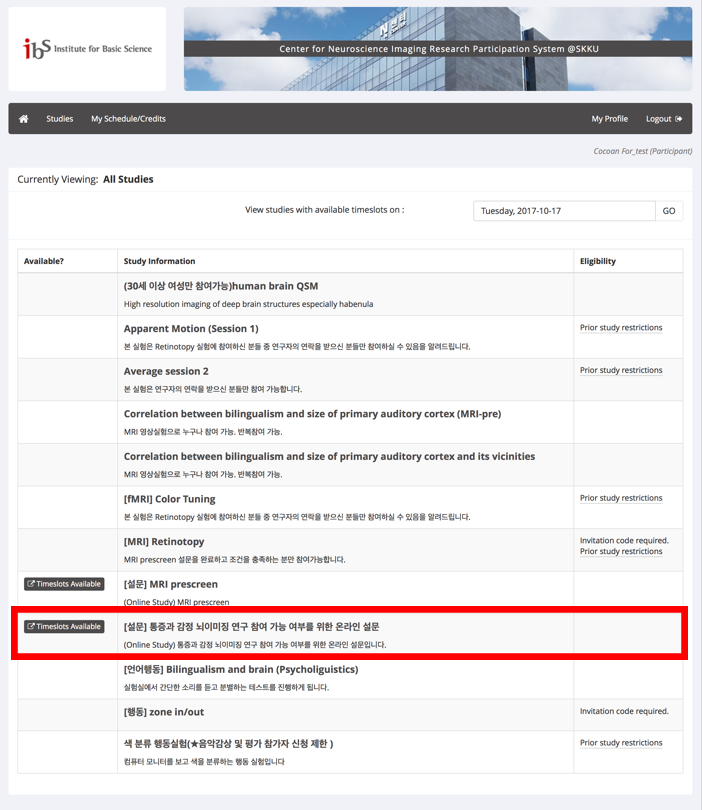 ibs Institute for Basic Science
Center for Neuroscience Imaging Research Participation System @SKKU
Studies My Schedule/Credits My Profile Logout
Cocoan For_test (Participant)
Currently Viewing: All Studies
View studies with available timeslots on :
Tuesday, 2017-10-17 GO
Available? Study Information Eligibility
(30세 이상 여성만 참여가능)human brain QSM
High resolution imaging of deep brain structures especially habenula
Apparent Motion (Session 1) Prior study restrictions
본 실험은 Retinotopy 실험에 참여하신 분들 중 연구자의 연락을 받으신 분들만 참여하실 수 있음을 알려드립니다.
Average session 2 Prior study restrictions
본 실험은 연구자의 연락을 받으신 분들만 참여 가능합니다.
Correlation between bilingualism and size of primary auditory cortex (MRI-pre)
MRI 영상실험으로 누구나 참여 가능. 반복참여 가능.
Correlation between bilingualism and size of primary auditory cortex and its vicinities
MRI 영상실험으로 누구나 참여 가능. 반복참여 가능.
[fMRI] Color Tuning Prior study restrictions
본 실험은 Retinotopy 실험에 참여하신 분들 중 연구자의 연락을 받으신 분들만 참여하실 수 있음을 알려드립니다.
[MRI] Retinotopy Invitation code required.
MRI prescreen 설문을 완료하고 조건을 충족하는 분만 참여가능합니다. Prior study restrictions
Timeslots Available [설문] MRI prescreen
(Online Study) MRI prescreen
Timeslots Available [설문] 통증과 감정 뇌이미징 연구 참여 가능 여부를 위한 온라인 설문
(Online Study) 통증과 감정 뇌이미징 연구 참여 가능 여부를 위한 온라인 설문입니다.
[언어행동] Bilingualism and brain (Psycholiguistics)
실험실에서 간단한 소리를 듣고 분별하는 테스트를 진행하게 됩니다.
[행동] zone in/out Invitation code required.
색 분류 행동실험(★음악감상 및 평가 참가자 신청 제한 ) Prior study restrictions
컴퓨터 모니터를 보고 색을 분류하는 행동 실험입니다